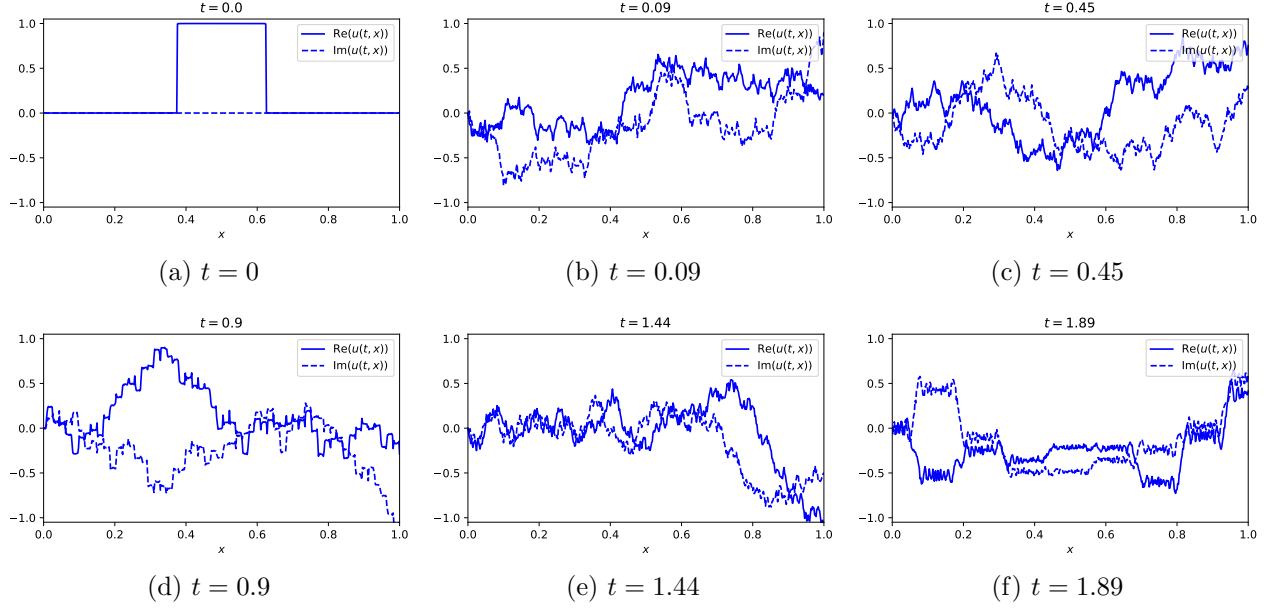 t = 0.0
1.0
0.5
0.0
−0.5
−1.0
Re(u(t, x))
Im(u(t, x))
0.0 0.2 0.4 0.6 0.8 1.0
x
(a) t = 0
t = 0.09
1.0
0.5
0.0
−0.5
−1.0
Re(u(t, x))
Im(u(t, x))
0.0 0.2 0.4 0.6 0.8 1.0
x
(b) t = 0.09
t = 0.45
1.0
0.5
0.0
−0.5
−1.0
Re(u(t, x))
Im(u(t, x))
0.0 0.2 0.4 0.6 0.8 1.0
x
(c) t = 0.45
t = 0.9
1.0
0.5
0.0
−0.5
−1.0
Re(u(t, x))
Im(u(t, x))
0.0 0.2 0.4 0.6 0.8 1.0
x
(d) t = 0.9
t = 1.44
1.0
0.5
0.0
−0.5
−1.0
Re(u(t, x))
Im(u(t, x))
0.0 0.2 0.4 0.6 0.8 1.0
x
(e) t = 1.44
t = 1.89
1.0
0.5
0.0
−0.5
−1.0
Re(u(t, x))
Im(u(t, x))
0.0 0.2 0.4 0.6 0.8 1.0
x
(f) t = 1.89